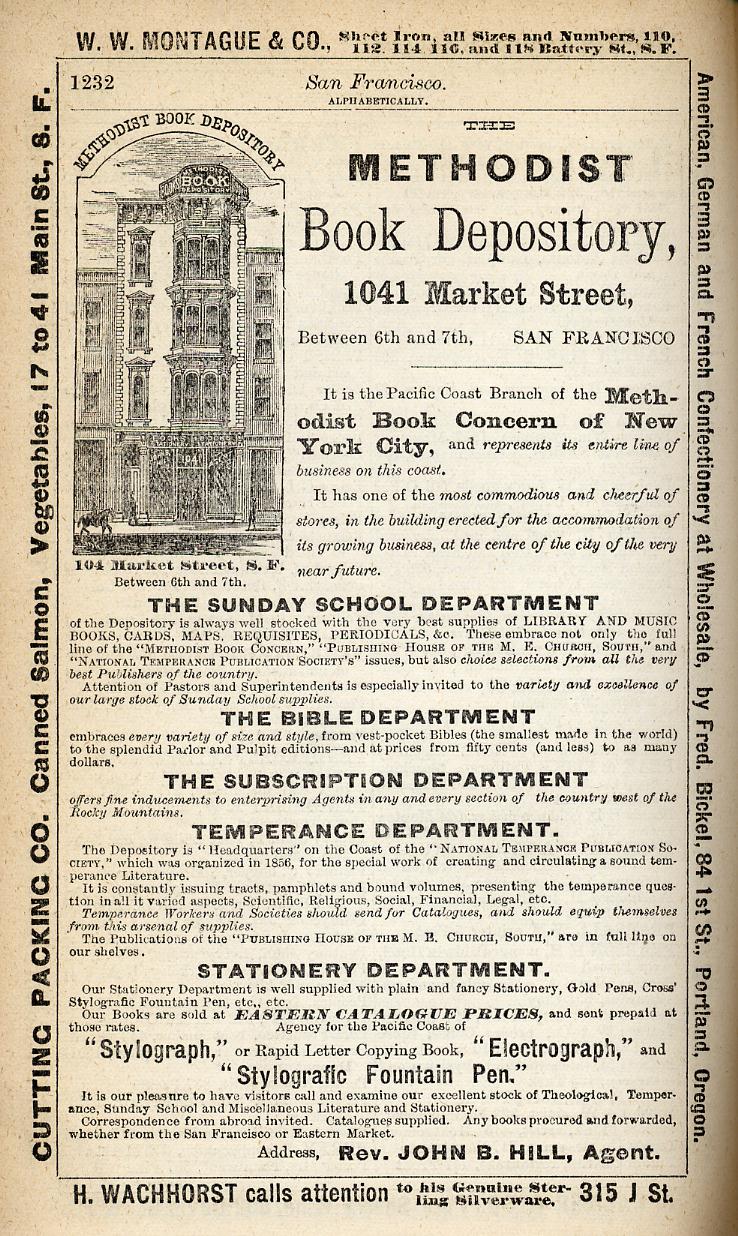 W. W. MONTAGUE & CO., Sheet Iron, all Sizes and Numbers, 110,
112, 114, 116, and 118 Battery St., S. F.
CUTTING PACKING CO. Canned Salmon, Vegetables, 17 to 41 Main St., S. F.
1232 San Francisco.
ALPHABETICALLY.
METHODIST BOOK DEPOSITORY
METHODIST
BOOK
DEPOSITORY
104 Market Street, S. F.
Between 6th and 7th.
THE
METHODIST
Book Depository,
1041 Market Street,
Between 6th and 7th, SAN FRANCISCO
It is the Pacific Coast Branch of the Meth-
odist Book Concern of New
York City, and represents its entire line of
business on this coast.
It has one of the most commodious and cheerful of
stores, in the building erected for the accommodation of
its growing business, at the centre of the city of the very
near future.
THE SUNDAY SCHOOL DEPARTMENT
of the Depository is always well stocked with the very best supplies of LIBRARY AND MUSIC
BOOKS, CARDS, MAPS, REQUISITES, PERIODICALS, &c. These embrace not only the full
line of the "METHODIST BOOK CONCERN," "PUBLISHING HOUSE OF THE M. E. CHURCH, SOUTH," and
"NATIONAL TEMPERANCE PUBLICATION SOCIETY'S" issues, but also choice selections from all the very
best Publishers of the country.
Attention of Pastors and Superintendents is especially invited to the variety and excellence of
our large stock of Sunday School supplies.
THE BIBLE DEPARTMENT
embraces every variety of size and style, from vest-pocket Bibles (the smallest made in the world)
to the splendid Parlor and Pulpit editions—and at prices from fifty cents (and less) to as many
dollars.
THE SUBSCRIPTION DEPARTMENT
offers fine inducements to enterprising Agents in any and every section of the country west of the
Rocky Mountains.
TEMPERANCE DEPARTMENT.
The Depository is "Headquarters" on the Coast of the "NATIONAL TEMPERANCE PUBLICATION SO-
CIETY," which was organized in 1856, for the special work of creating and circulating a sound tem-
perance Literature.
It is constantly issuing tracts, pamphlets and bound volumes, presenting the temperance ques-
tion in all it varied aspects, Scientific, Religious, Social, Financial, Legal, etc.
Temperance Workers and Societies should send for Catalogues, and should equip themselves
from this arsenal of supplies.
The Publications of the "PUBLISHING HOUSE OF THE M. E. CHURCH, SOUTH," are in full line on
our shelves.
STATIONERY DEPARTMENT.
Our Stationery Department is well supplied with plain and fancy Stationery, Gold Pens, Cross'
Stylografic Fountain Pen, etc., etc.
Our Books are sold at EASTERN CATALOGUE PRICES, and sent prepaid at
those rates. Agency for the Pacific Coast of
"Stylograph," or Rapid Letter Copying Book, "Electrograph," and
"Stylografic Fountain Pen."
It is our pleasure to have visitors call and examine our excellent stock of Theological, Temper-
ance, Sunday School and Miscellaneous Literature and Stationery.
Correspondence from abroad invited. Catalogues supplied. Any books procured and forwarded,
whether from the San Francisco or Eastern Market.
Address, Rev. JOHN B. HILL, Agent.
American, German and French Confectionery at Wholesale, by Fred. Bickel, 84 1st St., Portland, Oregon.
H. WACHHORST calls attention to his Genuine Ster-
ling Silverware, 315 J St.